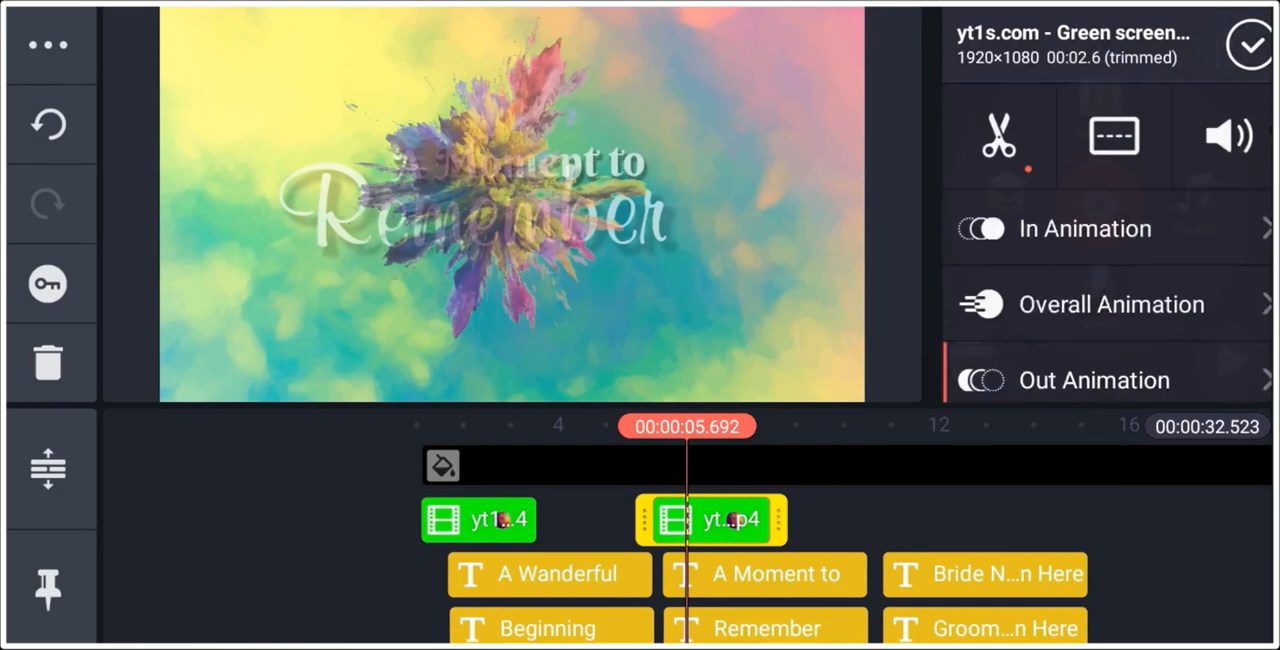 yt1s.com - Green screen...
1920×1080 00:02.6 (trimmed)
A Moment to
Remember
In Animation
Overall Animation
Out Animation
4
00:00:05.692
12
16
00:00:32.523
yt1...4
yt...p4
T A Wanderful
T A Moment to
T Bride N...n Here
T Beginning
T Remember
T Groom...n Here